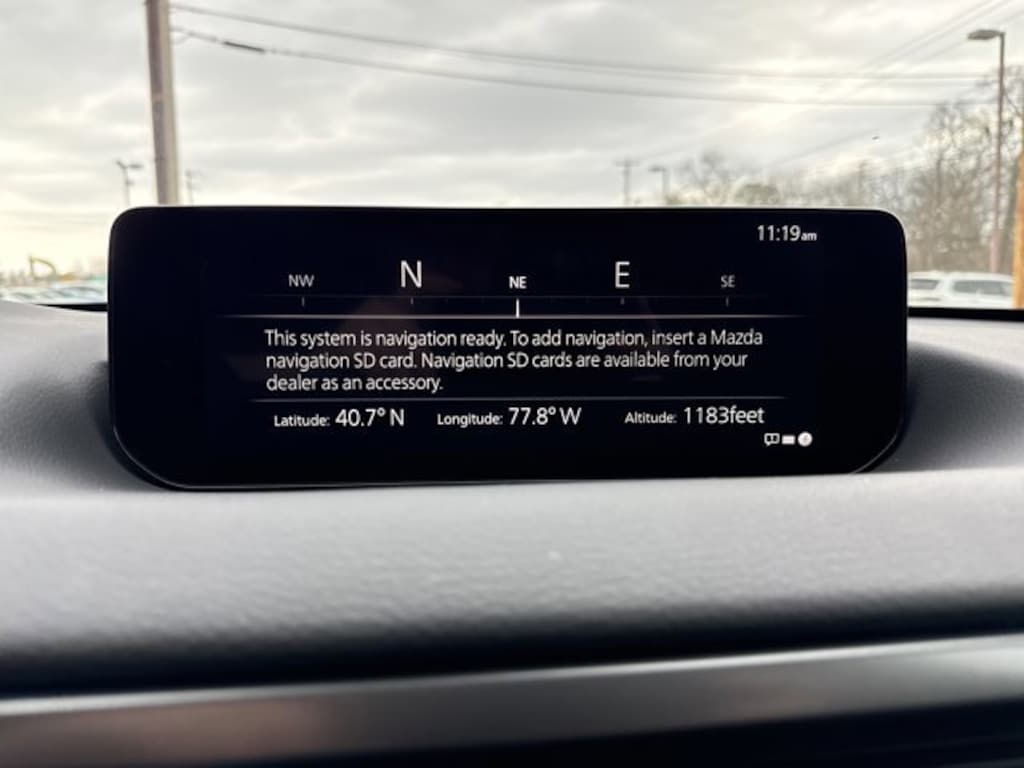 11:19am
NW N NE E SE
This system is navigation ready. To add navigation, insert a Mazda
navigation SD card. Navigation SD cards are available from your
dealer as an accessory.
Latitude: 40.7° N Longitude: 77.8° W Altitude: 1183feet